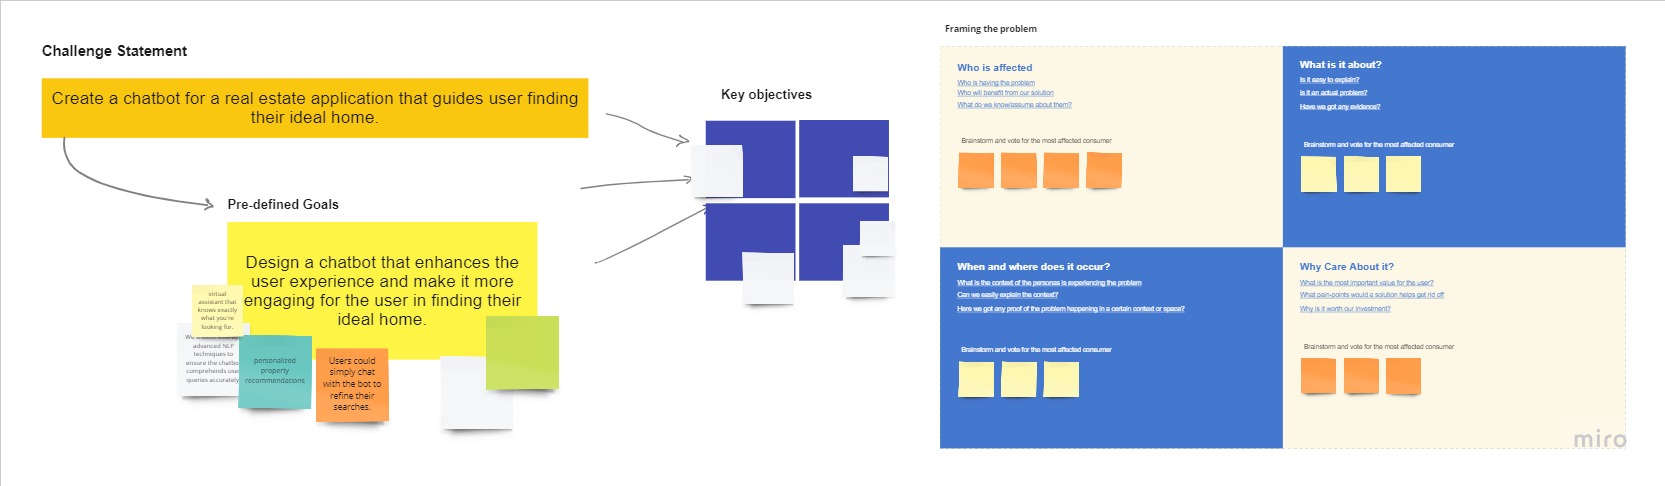 Challenge Statement
Create a chatbot for a real estate application that guides user finding
their ideal home.
Pre-defined Goals
Design a chatbot that enhances the
user experience and make it more
engaging for the user in finding their
ideal home.
virtual
assistant that
knows exactly
what you're
looking for.
advanced NLP
techniques to
ensure the chatbo
comprehends use
queries accurately
personalized
property
recommendations
Users could
simply chat
with the bot to
refine their
searches.
Key objectives
Framing the problem
Who is affected
Who is having the problem
Who will benefit from our solution
What do we know/assume about them?
Brainstorm and vote for the most affected consumer
What is it about?
Is it easy to explain?
Is it an actual problem?
Have we got any evidence?
Brainstorm and vote for the most affected consumer
When and where does it occur?
What is the context of the personas is experiencing the problem
Can we easily explain the context?
Here we got any proof of the problem happening in a certain context or space?
Brainstorm and vote for the most affected consumer
Why Care About it?
What is the most important value for the user?
What pain-points would a solution helps get rid off
Why is it worth our investment?
Brainstorm and vote for the most affected consumer
miro